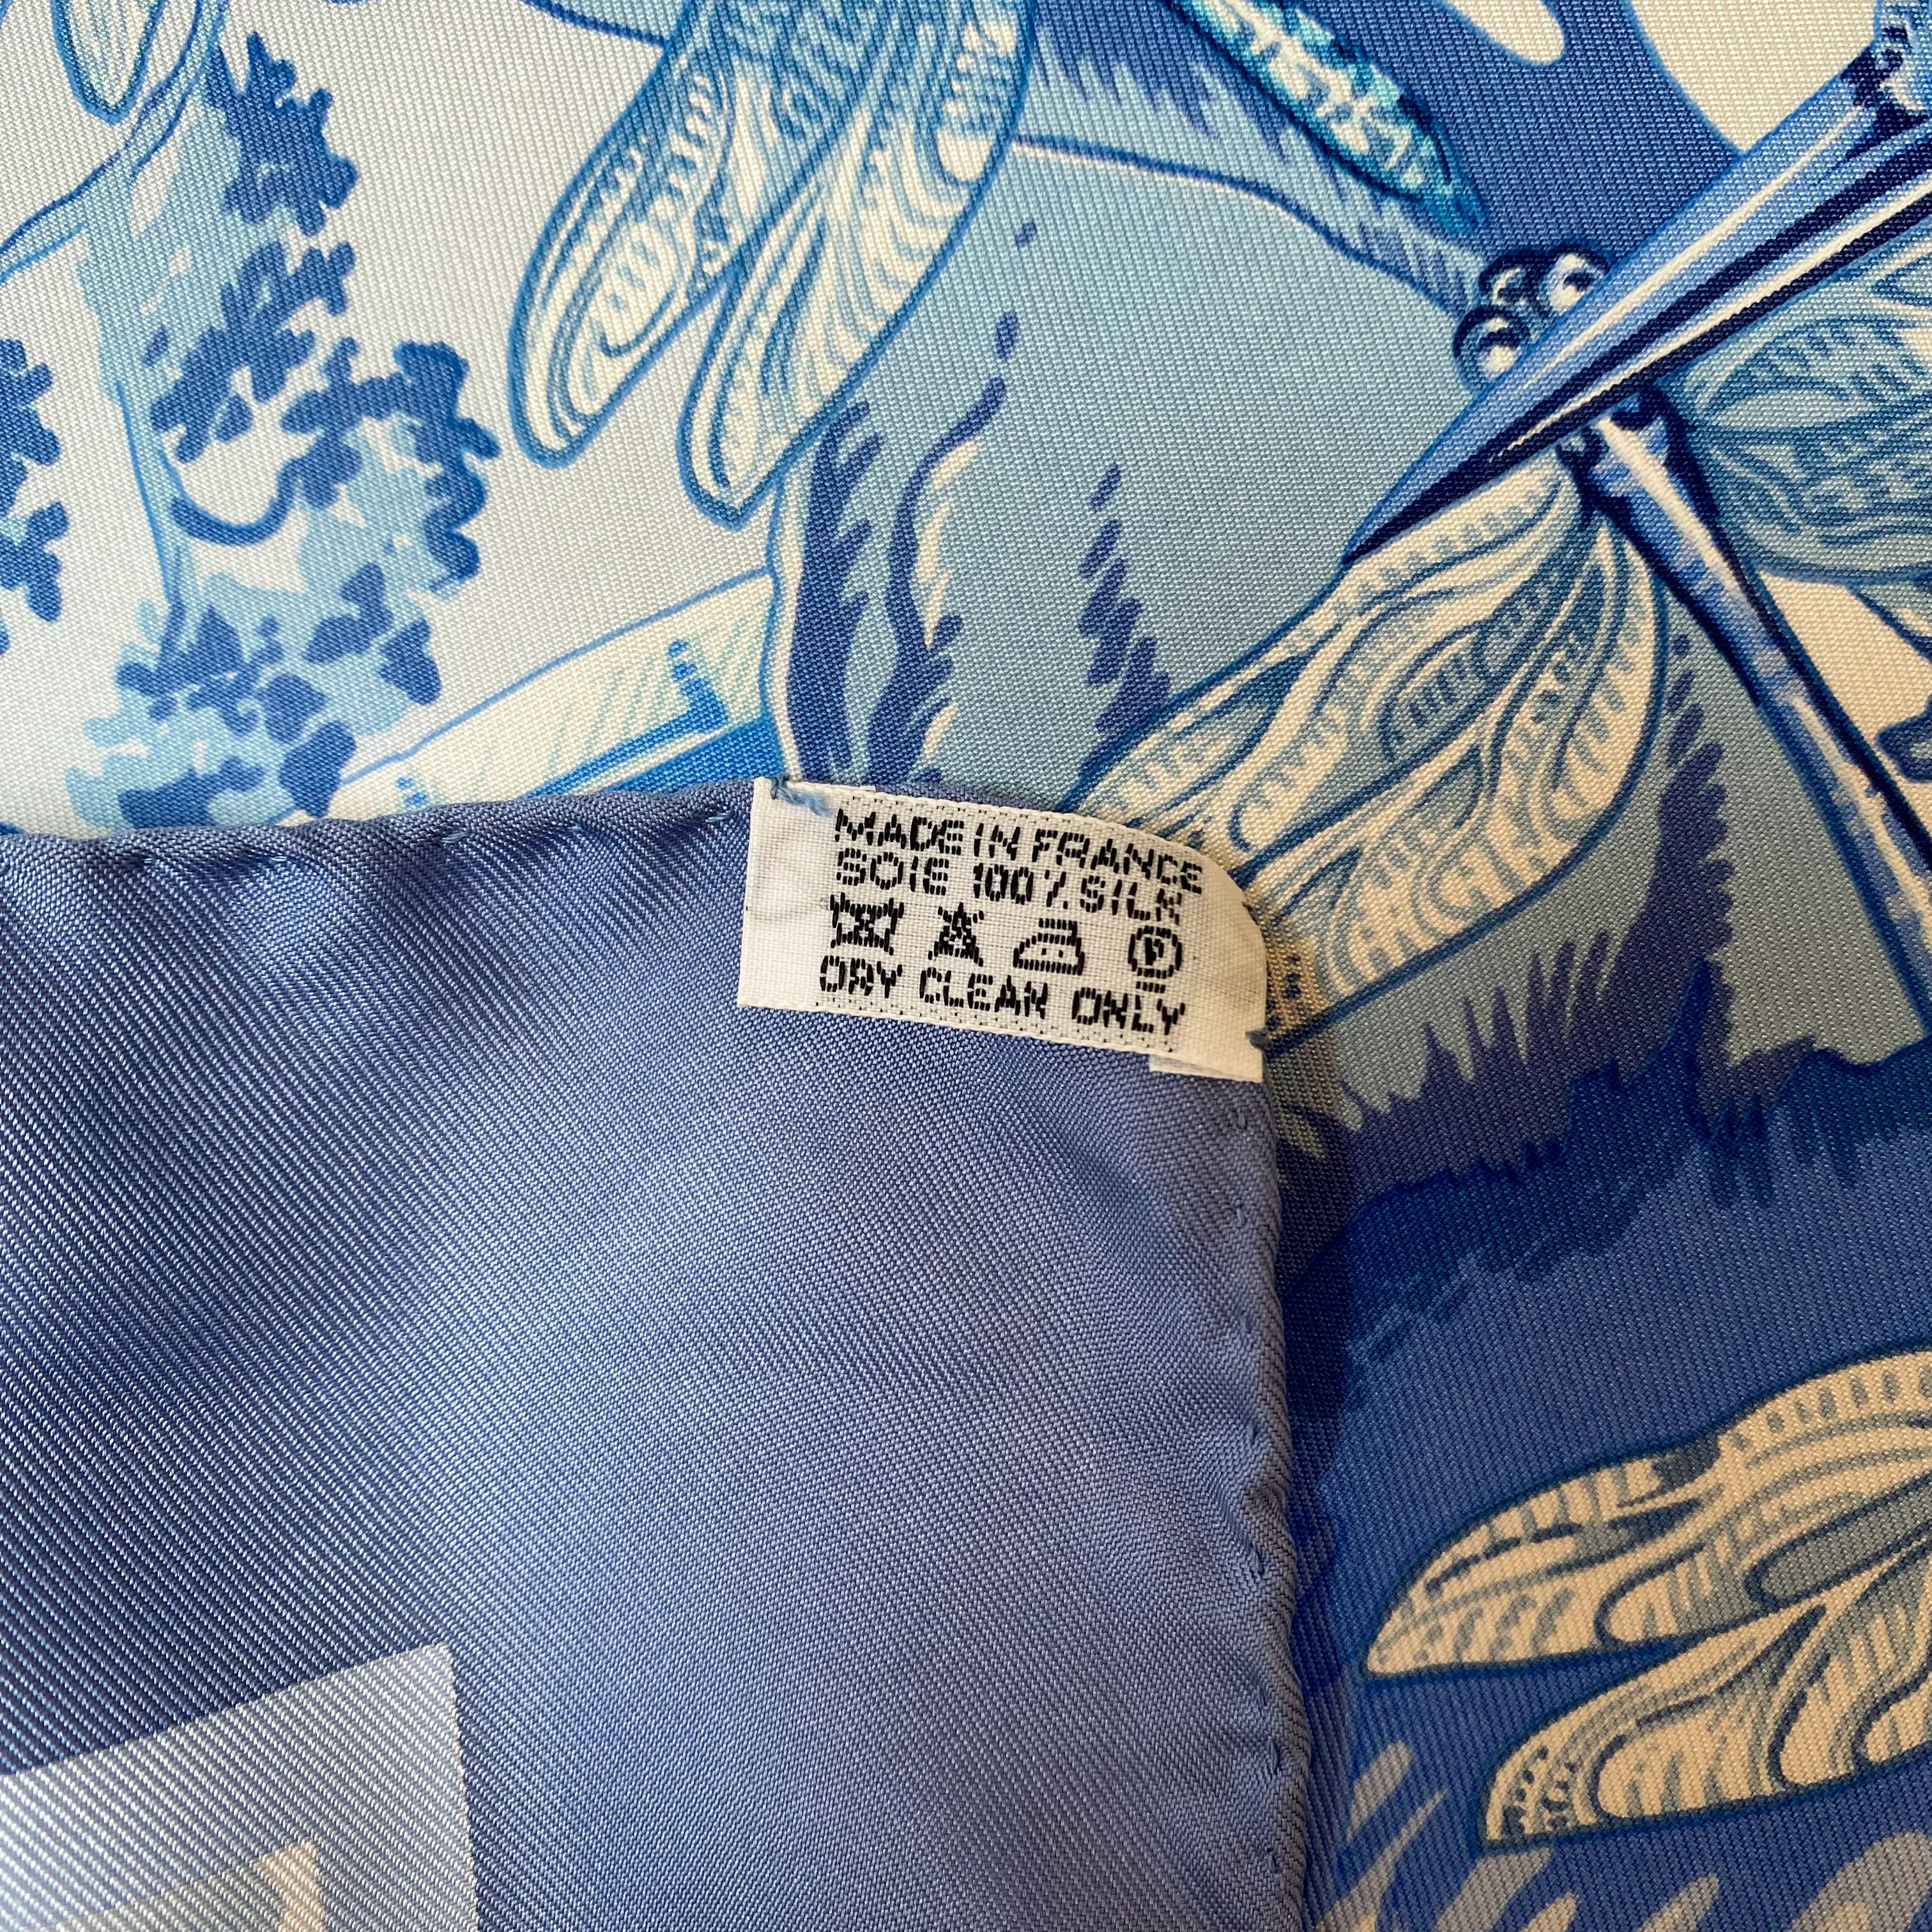 MADE IN FRANCE
SOIE 100% SILK
P
DRY CLEAN ONLY